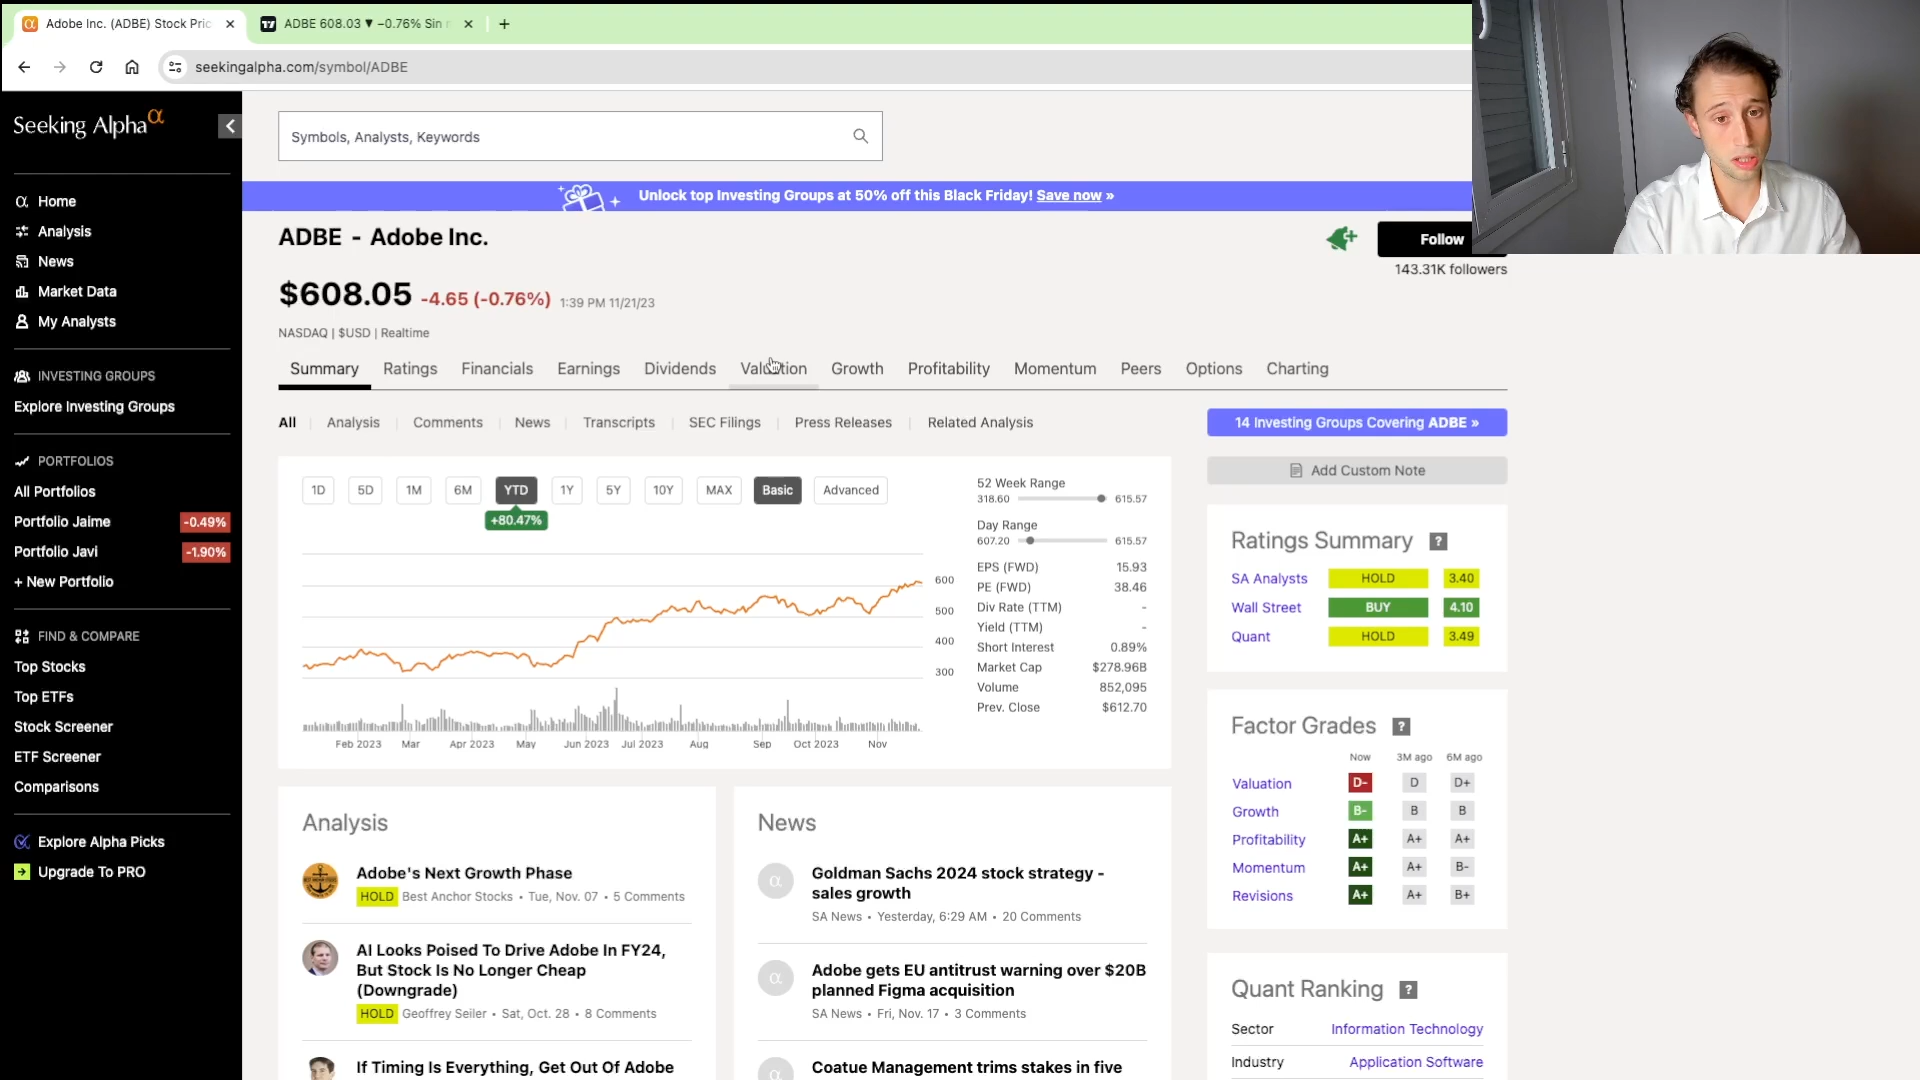 Adobe Inc. (ADBE) Stock Pric
ADBE 608.03 ▼ −0.76% Sin
seekingalpha.com/symbol/ADBE
Seeking Alpha α
Home
Analysis
News
Market Data
My Analysts
INVESTING GROUPS
Explore Investing Groups
PORTFOLIOS
All Portfolios
Portfolio Jaime -0.49%
Portfolio Javi -1.90%
+ New Portfolio
FIND & COMPARE
Top Stocks
Top ETFs
Stock Screener
ETF Screener
Comparisons
Explore Alpha Picks
Upgrade To PRO
Symbols, Analysts, Keywords
Unlock top Investing Groups at 50% off this Black Friday! Save now »
ADBE - Adobe Inc.
Follow
143.31K followers
$608.05 -4.65 (-0.76%) 1:39 PM 11/21/23
NASDAQ | $USD | Realtime
Summary Ratings Financials Earnings Dividends Valuation Growth Profitability Momentum Peers Options Charting
All | Analysis | Comments | News | Transcripts | SEC Filings | Press Releases | Related Analysis
1D 5D 1M 6M YTD 1Y 5Y 10Y MAX Basic Advanced
+80.47%
600
500
400
300
Feb 2023 Mar Apr 2023 May Jun 2023 Jul 2023 Aug Sep Oct 2023 Nov
52 Week Range
318.60 615.57
Day Range
607.20 615.57
EPS (FWD) 15.93
PE (FWD) 38.46
Div Rate (TTM) -
Yield (TTM) -
Short Interest 0.89%
Market Cap $278.96B
Volume 852,095
Prev. Close $612.70
14 Investing Groups Covering ADBE »
Add Custom Note
Ratings Summary ?
SA Analysts HOLD 3.40
Wall Street BUY 4.10
Quant HOLD 3.49
Factor Grades ?
Now 3M ago 6M ago
Valuation D- D D+
Growth B- B B
Profitability A+ A+ A+
Momentum A+ A+ B-
Revisions A+ A+ B+
Quant Ranking ?
Sector Information Technology
Industry Application Software
Analysis
Adobe's Next Growth Phase
HOLD Best Anchor Stocks • Tue, Nov. 07 • 5 Comments
AI Looks Poised To Drive Adobe In FY24,
But Stock Is No Longer Cheap
(Downgrade)
HOLD Geoffrey Seiler • Sat, Oct. 28 • 8 Comments
If Timing Is Everything, Get Out Of Adobe
News
Goldman Sachs 2024 stock strategy -
sales growth
SA News • Yesterday, 6:29 AM • 20 Comments
Adobe gets EU antitrust warning over $20B
planned Figma acquisition
SA News • Fri, Nov. 17 • 3 Comments
Coatue Management trims stakes in five